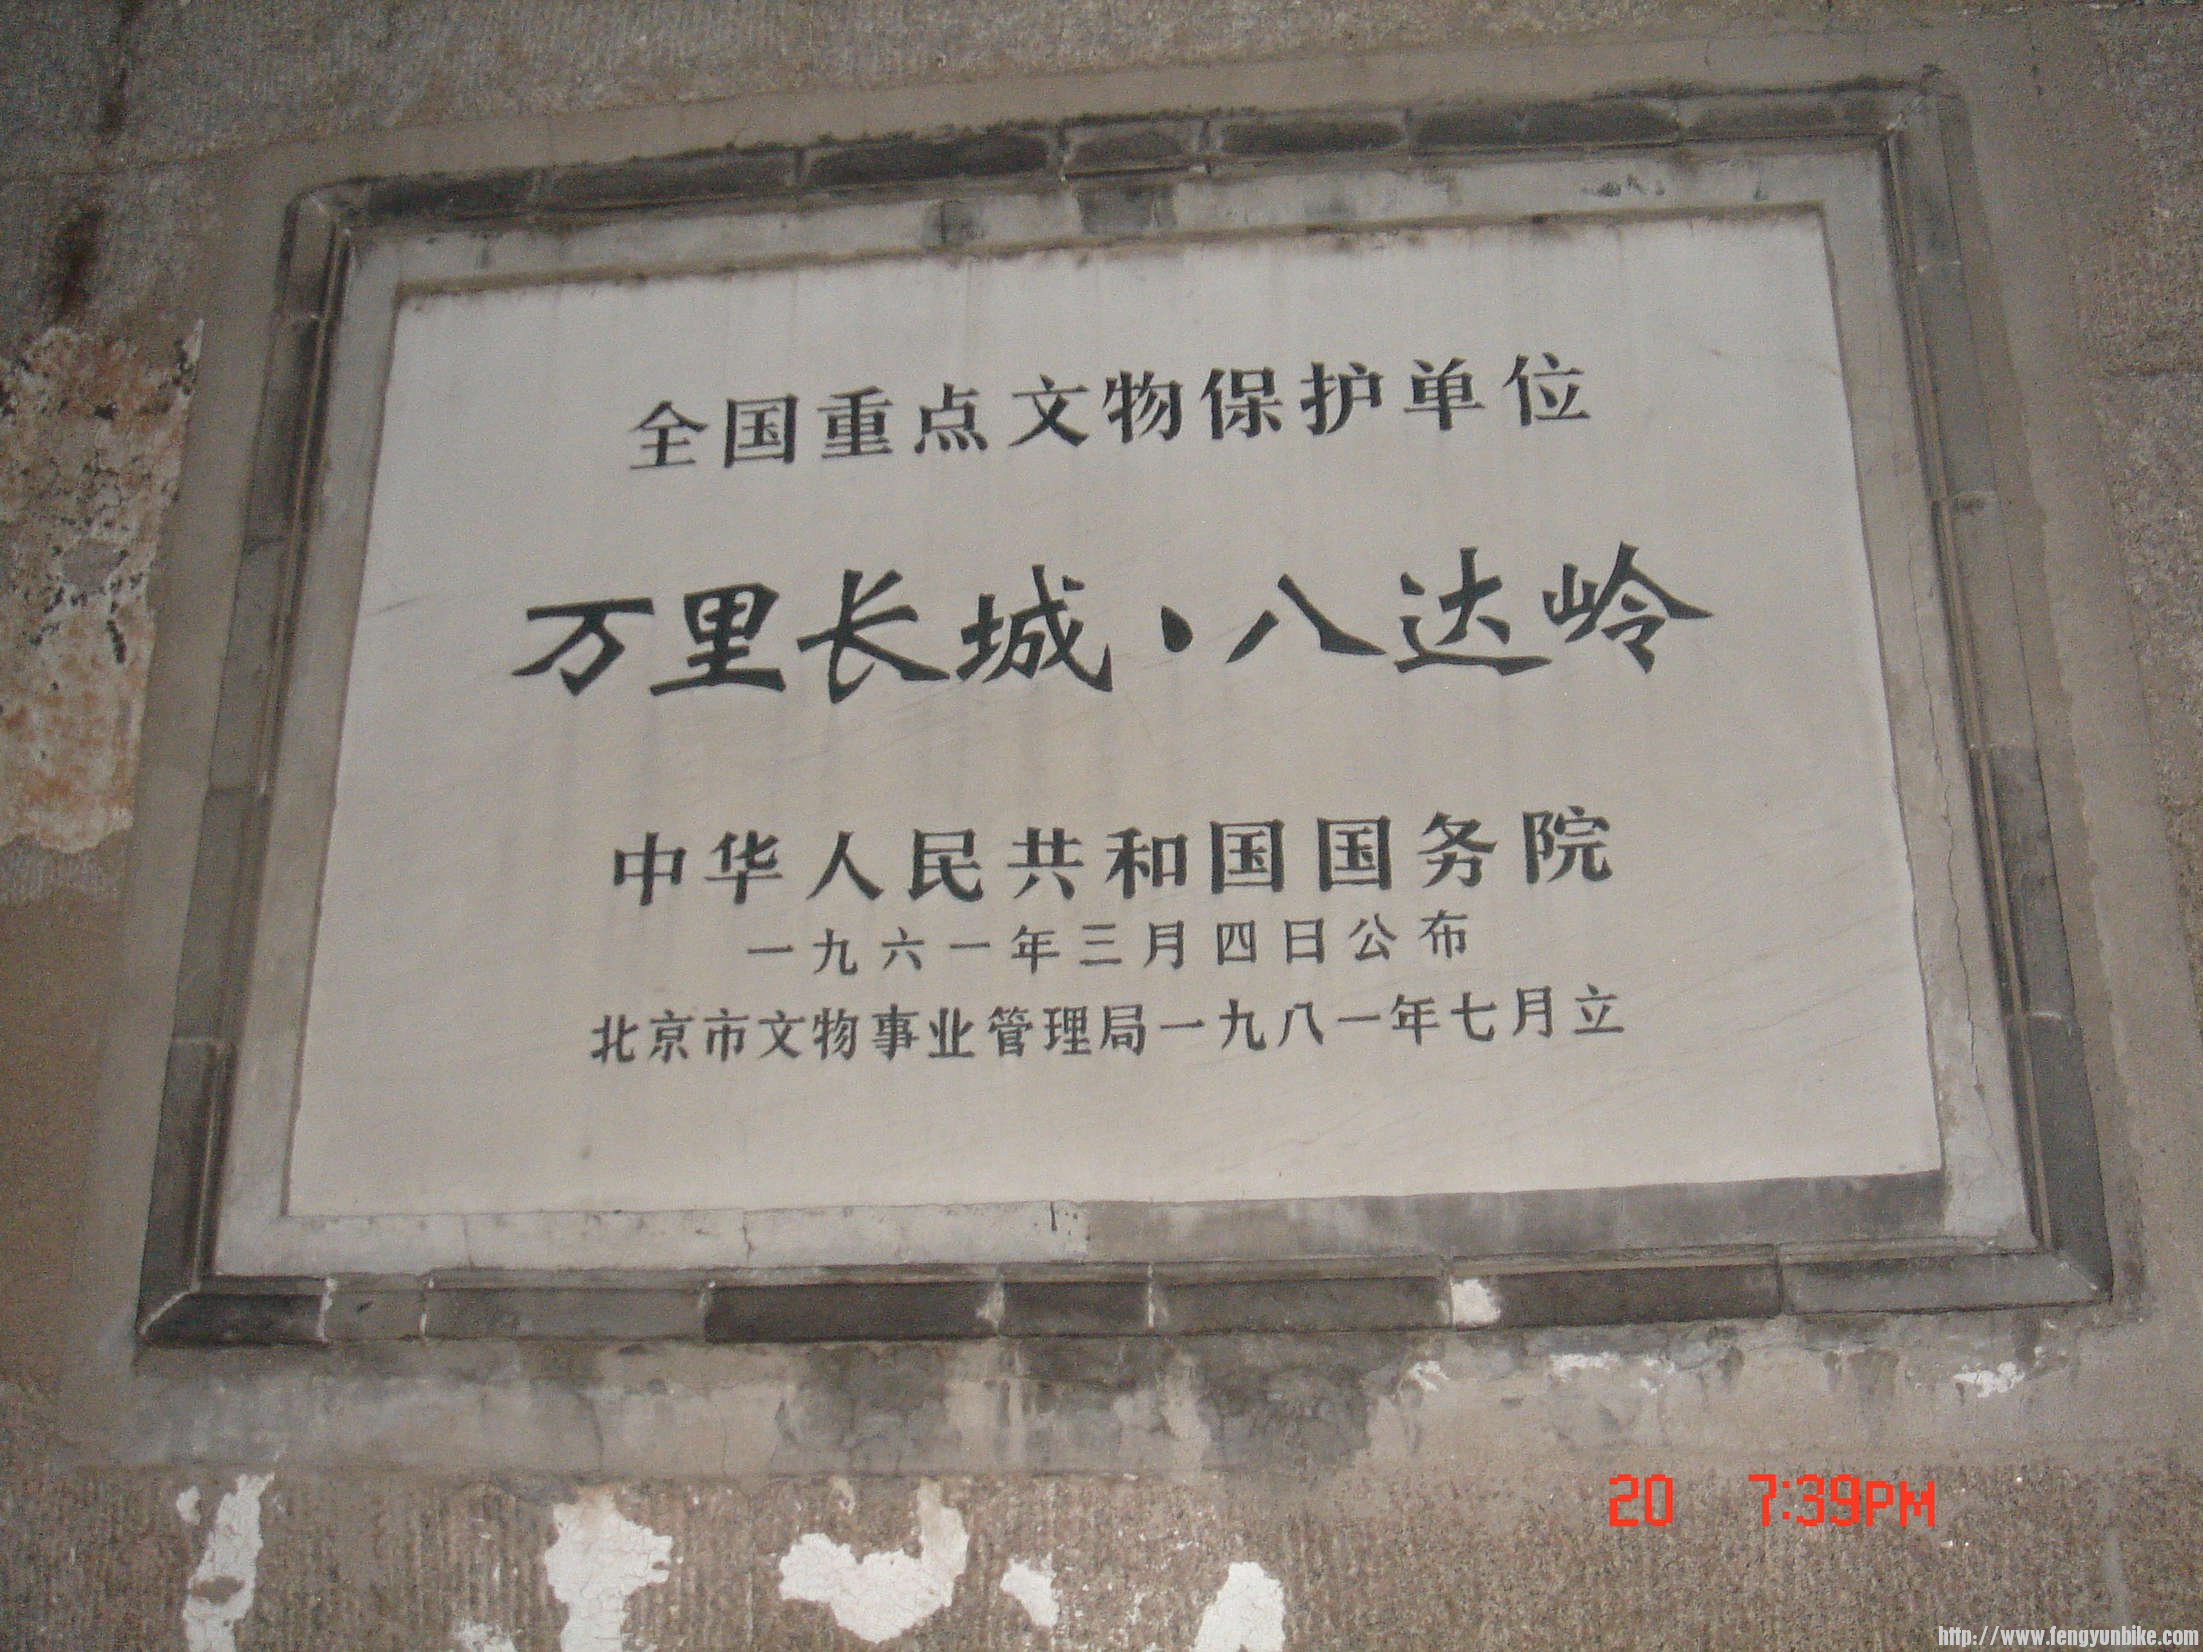 全国重点文物保护单位
万里长城·八达岭
中华人民共和国国务院
一九六一年三月四日公布
北京市文物事业管理局一九八一年七月立
20 7:39PM
http://www.fengyunbike.com